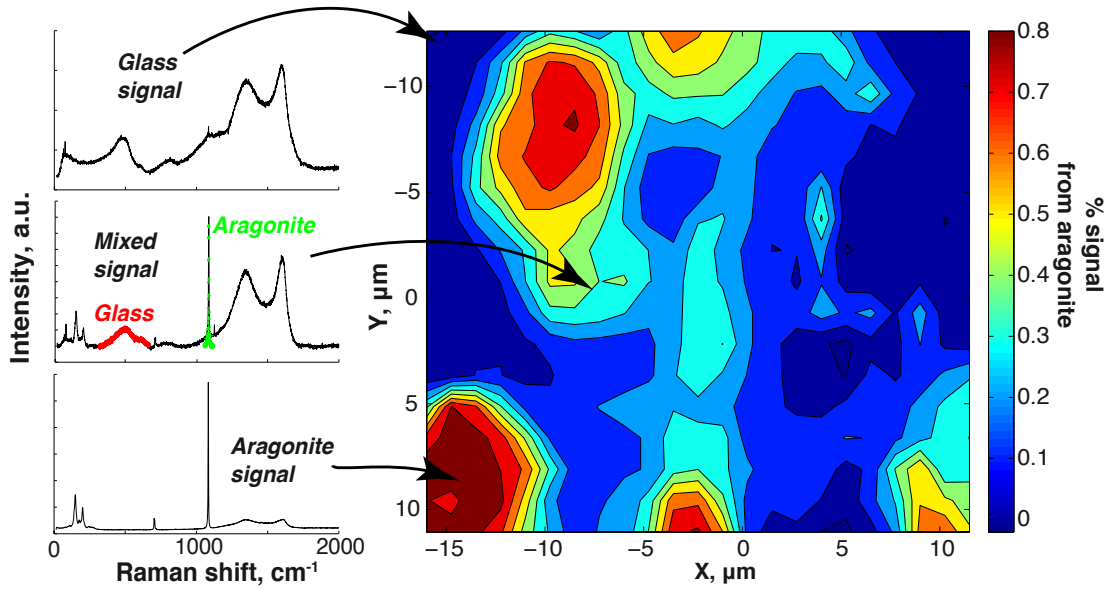 Glass
signal
Mixed
signal
Aragonite
Glass
Aragonite
signal
Intensity, a.u.
0
1000
2000
Raman shift, cm-1
−10
−5
0
5
10
Y, µm
−15
−10
−5
0
5
10
X, µm
0.8
0.7
0.6
0.5
0.4
0.3
0.2
0.1
0
% signal
from aragonite